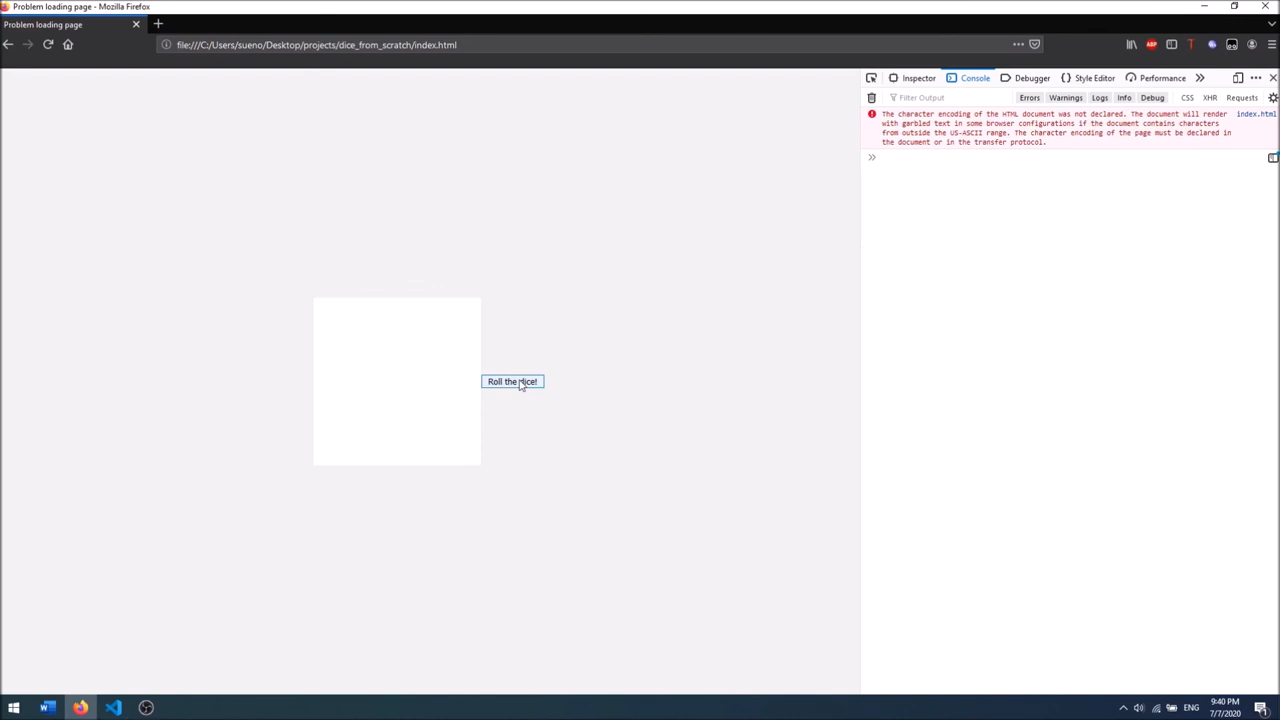 Problem loading page - Mozilla Firefox
Problem loading page
file:///C:/Users/sueno/Desktop/projects/dice_from_scratch/index.html
ABP
Inspector Console Debugger Style Editor Performance
Filter Output
Errors Warnings Logs Info Debug CSS XHR Requests
The character encoding of the HTML document was not declared. The document will render index.html
with garbled text in some browser configurations if the document contains characters
from outside the US-ASCII range. The character encoding of the page must be declared in
the document or in the transfer protocol.
Roll the dice!
ENG
9:40 PM
7/7/2020
1